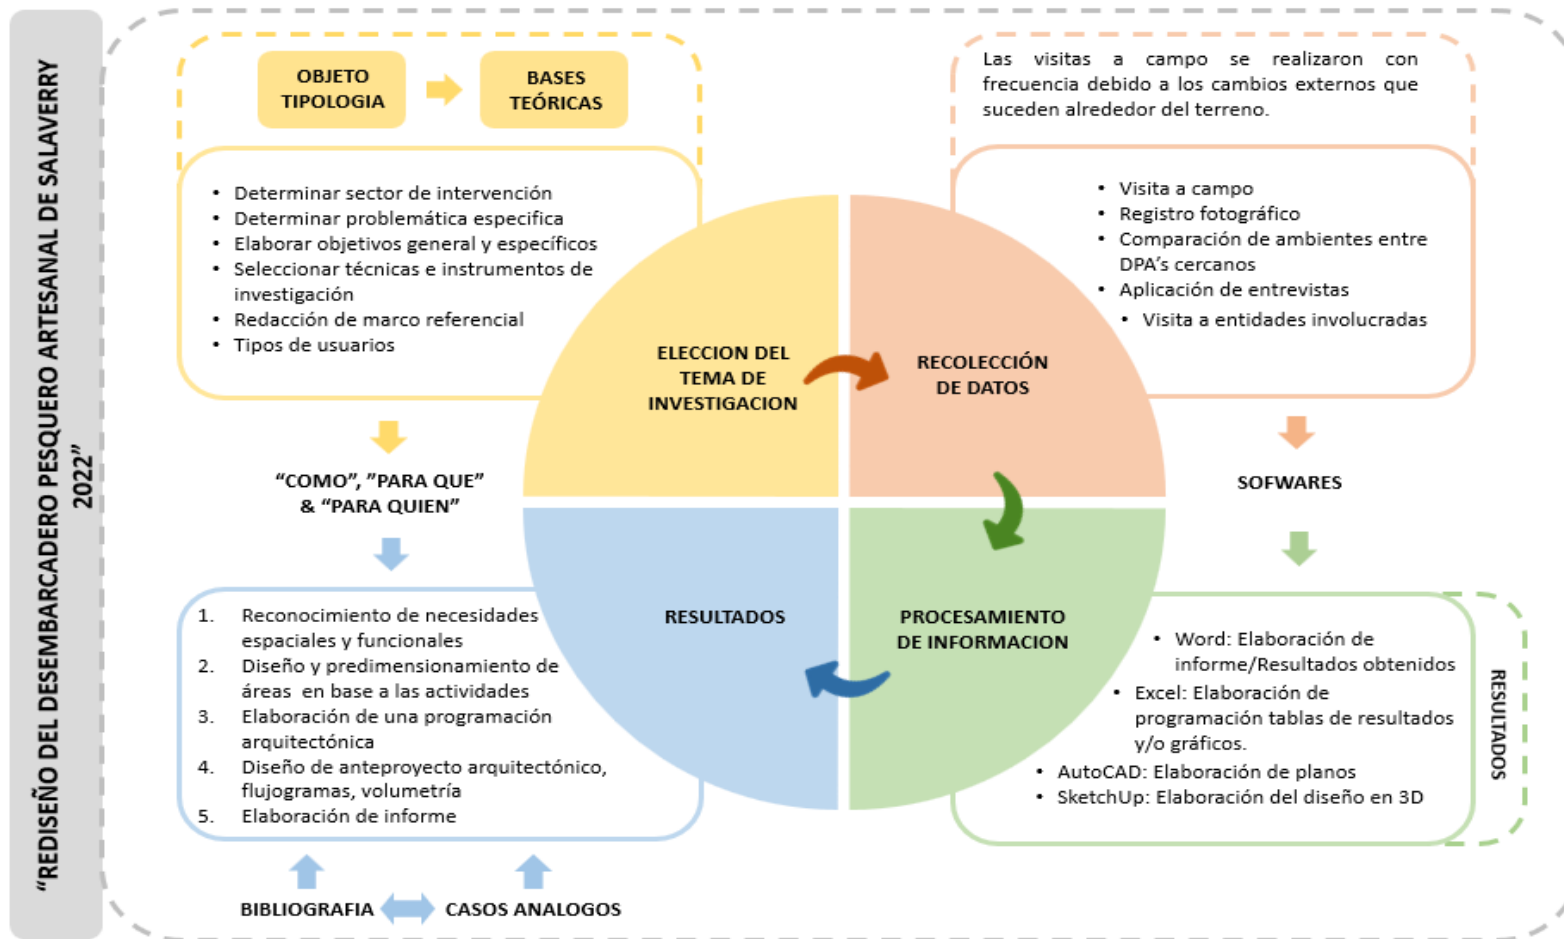 “REDISEÑO DEL DESEMBARCADERO PESQUERO ARTESANAL DE SALAVERRY
2022”
OBJETO
TIPOLOGIA
BASES
TEÓRICAS
• Determinar sector de intervención
• Determinar problemática especifica
• Elaborar objetivos general y específicos
• Seleccionar técnicas e instrumentos de
investigación
• Redacción de marco referencial
• Tipos de usuarios
Las visitas a campo se realizaron con
frecuencia debido a los cambios externos que
suceden alrededor del terreno.
• Visita a campo
• Registro fotográfico
• Comparación de ambientes entre
DPA’s cercanos
• Aplicación de entrevistas
• Visita a entidades involucradas
ELECCION DEL
TEMA DE
INVESTIGACION
RECOLECCIÓN
DE DATOS
“COMO”, ”PARA QUE”
& “PARA QUIEN”
SOFWARES
RESULTADOS
PROCESAMIENTO
DE INFORMACION
1. Reconocimiento de necesidades
espaciales y funcionales
2. Diseño y predimensionamiento de
áreas en base a las actividades
3. Elaboración de una programación
arquitectónica
4. Diseño de anteproyecto arquitectónico,
flujogramas, volumetría
5. Elaboración de informe
• Word: Elaboración de
informe/Resultados obtenidos
• Excel: Elaboración de
programación tablas de resultados
y/o gráficos.
• AutoCAD: Elaboración de planos
• SketchUp: Elaboración del diseño en 3D
RESULTADOS
BIBLIOGRAFIA
CASOS ANALOGOS